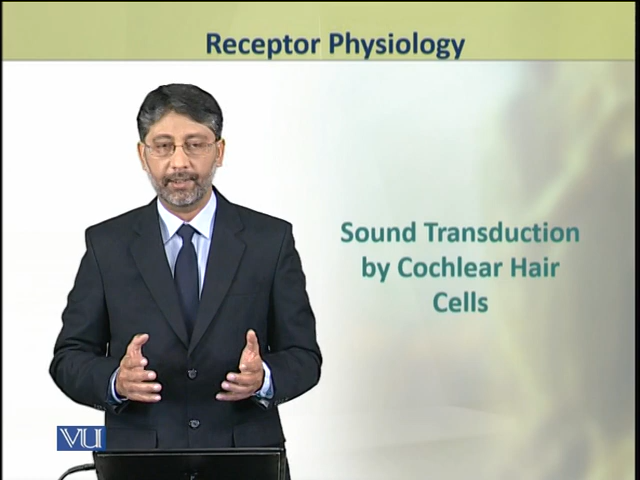 Receptor Physiology
Sound Transduction
by Cochlear Hair
Cells
VU